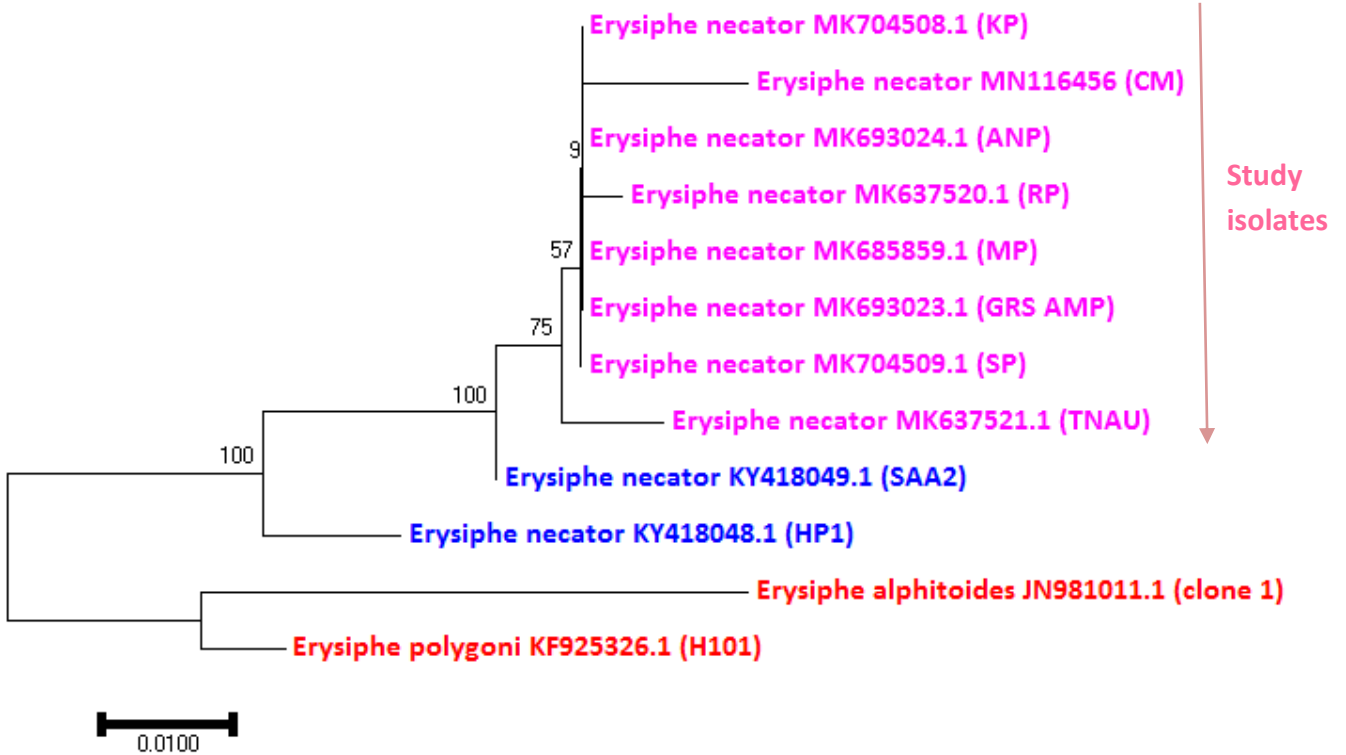 Erysiphe necator MK704508.1 (KP)
Erysiphe necator MN116456 (CM)
Erysiphe necator MK693024.1 (ANP)
9
Erysiphe necator MK637520.1 (RP)
Study
isolates
Erysiphe necator MK685859.1 (MP)
57
Erysiphe necator MK693023.1 (GRS AMP)
75
Erysiphe necator MK704509.1 (SP)
100
Erysiphe necator MK637521.1 (TNAU)
100
Erysiphe necator KY418049.1 (SAA2)
Erysiphe necator KY418048.1 (HP1)
Erysiphe alphitoides JN981011.1 (clone 1)
Erysiphe polygoni KF925326.1 (H101)
0.0100